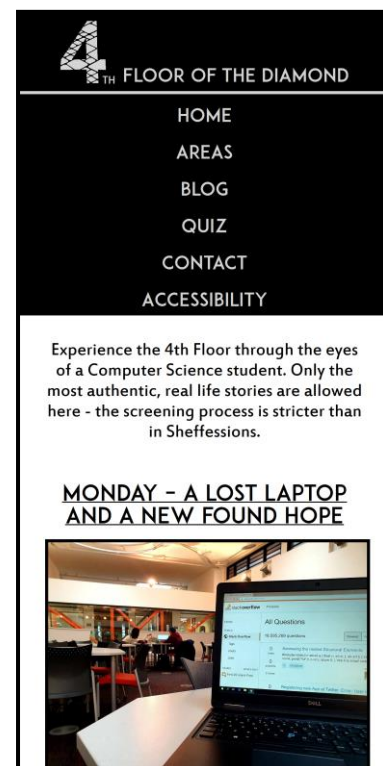 4TH FLOOR OF THE DIAMOND
HOME
AREAS
BLOG
QUIZ
CONTACT
ACCESSIBILITY
Experience the 4th Floor through the eyes
of a Computer Science student. Only the
most authentic, real life stories are allowed
here - the screening process is stricter than
in Sheffessions.
MONDAY - A LOST LAPTOP
AND A NEW FOUND HOPE
All Questions
DELL